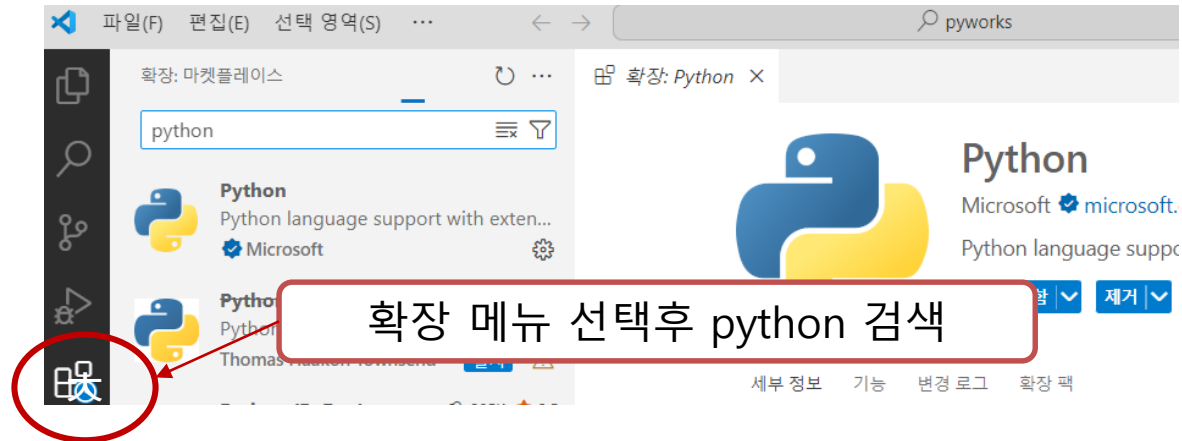 파일(F) 편집(E) 선택 영역(S) ··· ← → pyworks
확장: 마켓플레이스 ···
확장: Python ×
python
Python
Python language support with exten...
Microsoft
Python
Microsoft microsoft.
Python language suppo
제거
Thomas
확장 메뉴 선택후 python 검색
세부 정보 기능 변경 로그 확장 팩